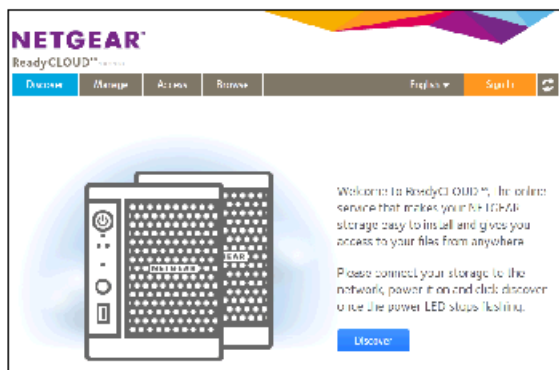 NETGEAR®
ReadyCLOUD™
Discover Manage Access Browse English Sign In
NETGEAR
EAR
Welcome to ReadyCLOUD™, the online
service that makes your NETGEAR
storage easy to install and gives you
access to your files from anywhere
Please connect your storage to the
network, power it on and click discover
once the power LED stops flashing.
Discover